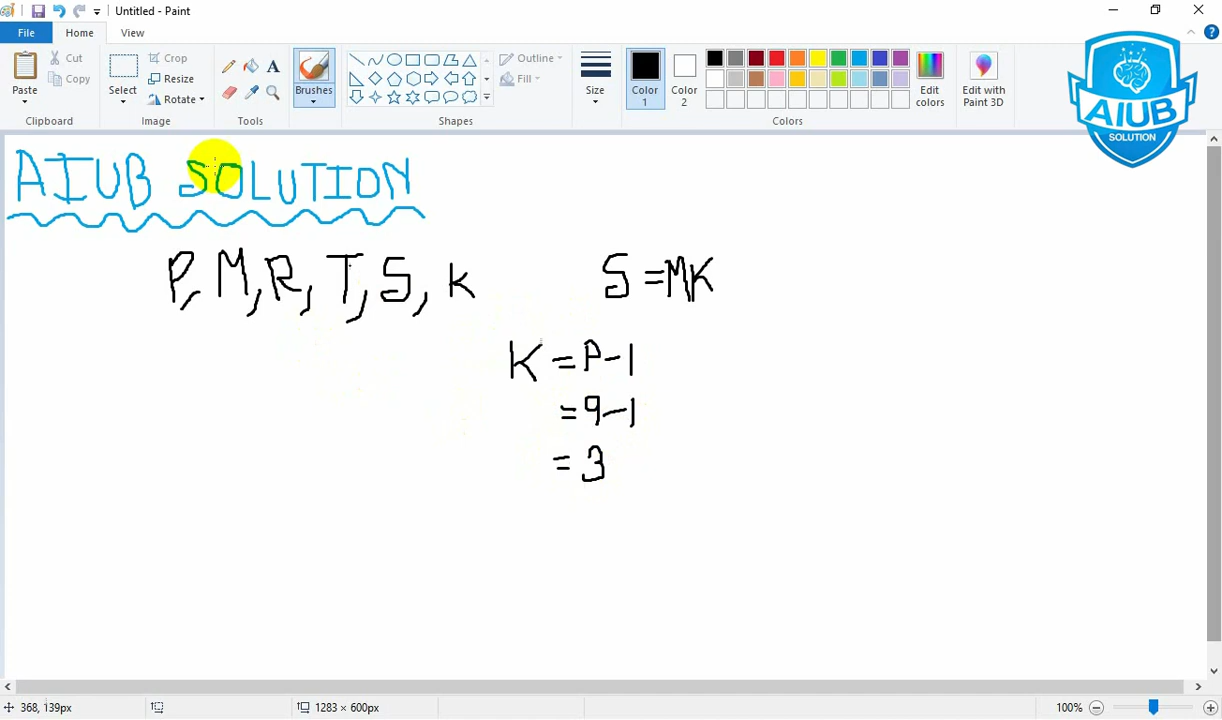 Untitled - Paint
File Home View
Paste
Cut
Copy
Clipboard
Select
Crop
Resize
Rotate
Image
Tools
Brushes
Shapes
Outline
Fill
Size
Color 1
Color 2
Edit colors
Edit with Paint 3D
Colors
AIUB
SOLUTION
AIUB SOLUTION
P, M, R, T, S, K S = MK
K = P - 1
= 9 - 1
= 3
368, 139px 1283 × 600px 100%